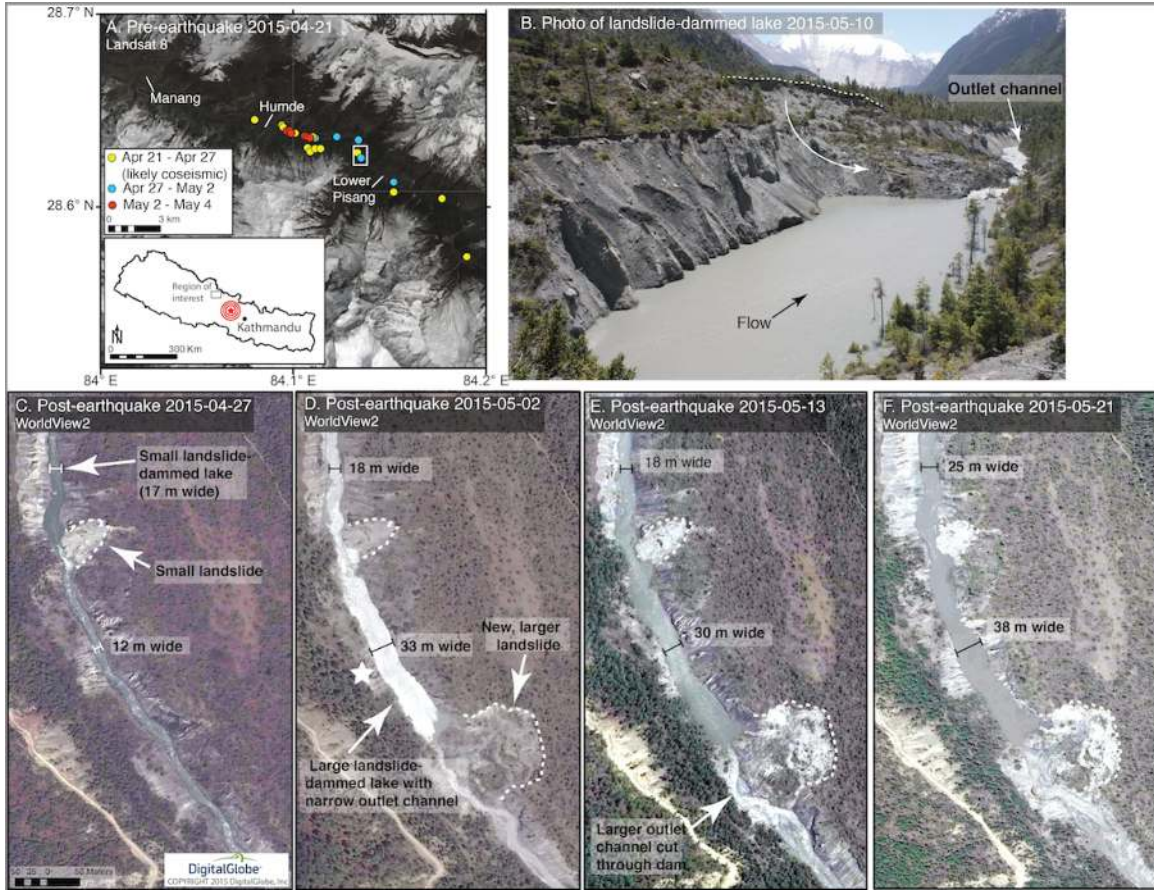 28.7° N
A. Pre-earthquake 2015-04-21
Landsat 8
Manang
Humde
Apr 21 - Apr 27
(likely coseismic)
Apr 27 - May 2
May 2 - May 4
0 3 km
Lower
Pisang
28.6° N
Region of
interest
Kathmandu
N
0 300 Km
84° E
84.1° E
84.2° E
B. Photo of landslide-dammed lake 2015-05-10
Outlet channel
Flow
C. Post-earthquake 2015-04-27
WorldView2
Small landslide-
dammed lake
(17 m wide)
Small landslide
12 m wide
50 25 0 50 Meters
DigitalGlobe
COPYRIGHT 2015 DigitalGlobe, Inc
D. Post-earthquake 2015-05-02
WorldView2
18 m wide
New, larger
landslide
33 m wide
Large landslide-
dammed lake with
narrow outlet channel
E. Post-earthquake 2015-05-13
WorldView2
18 m wide
30 m wide
Larger outlet
channel cut
through dam
F. Post-earthquake 2015-05-21
WorldView2
25 m wide
38 m wide